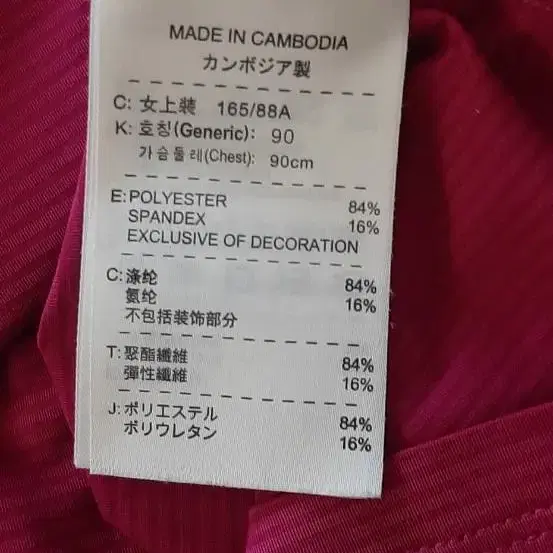 MADE IN CAMBODIA
カンボジア製
C: 女上装 165/88A
K: 호칭(Generic): 90
가슴둘레(Chest): 90cm
E: POLYESTER 84%
SPANDEX 16%
EXCLUSIVE OF DECORATION
C: 涤纶 84%
氨纶 16%
不包括装饰部分
T: 聚酯纖維 84%
彈性纖維 16%
J: ポリエステル 84%
ポリウレタン 16%